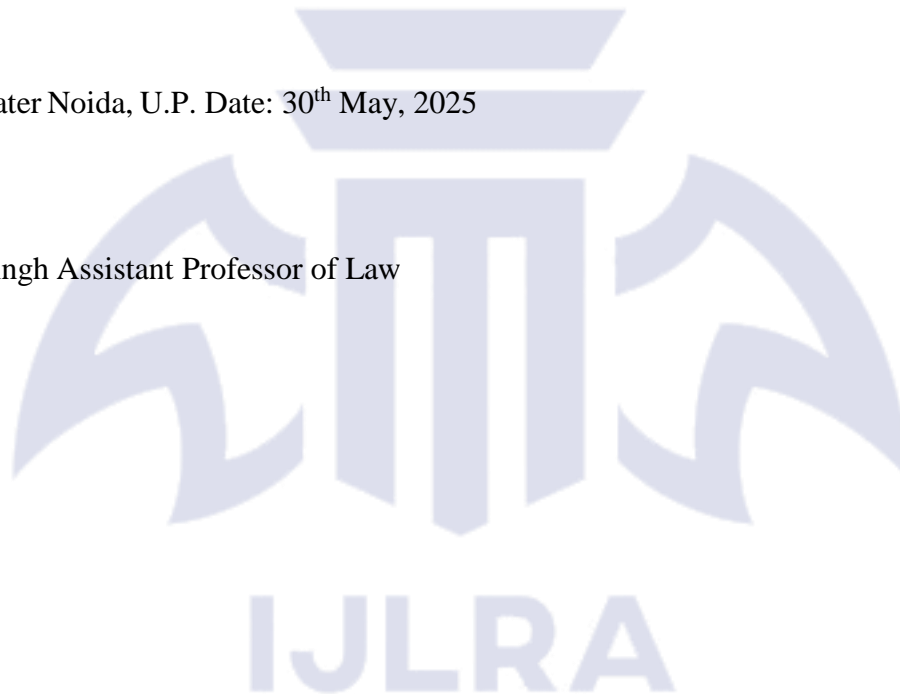 ater Noida, U.P. Date: 30th May, 2025
ngh Assistant Professor of Law
IJLRA